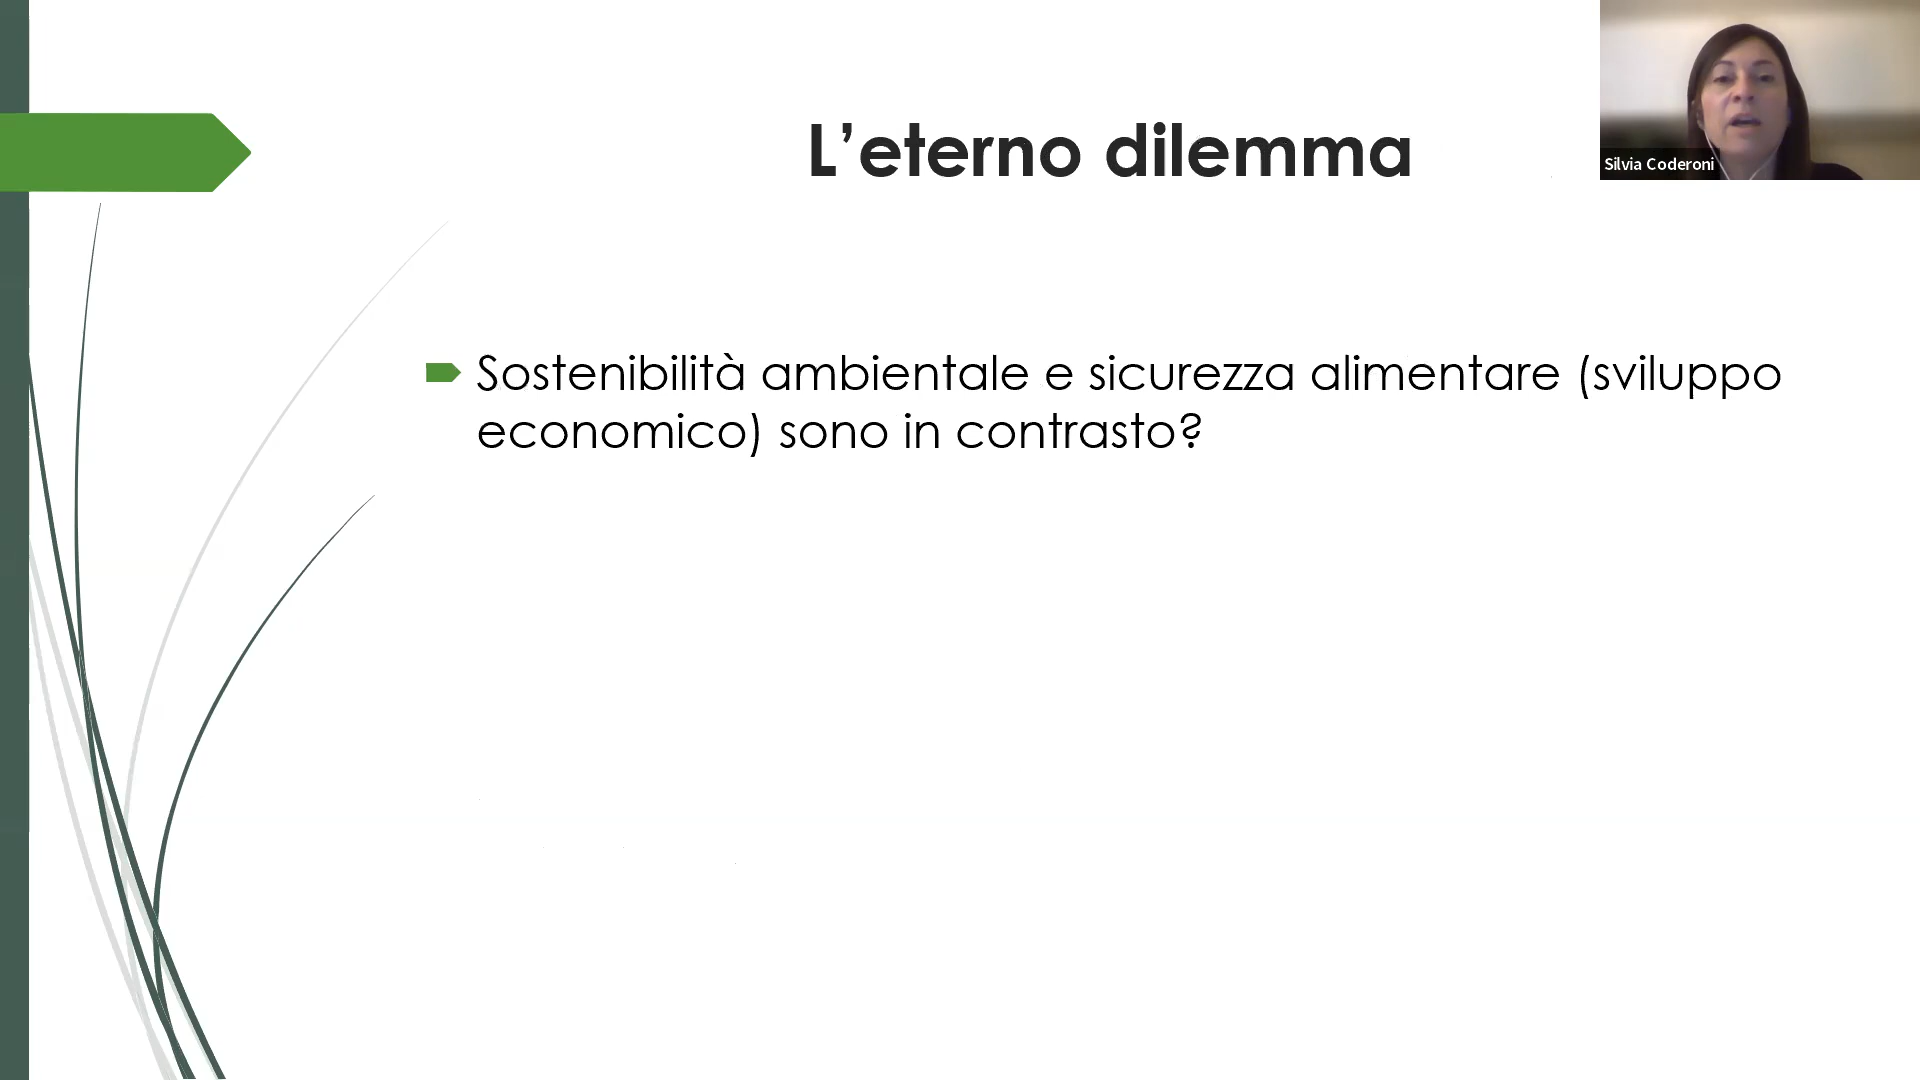 L’eterno dilemma
Silvia Coderoni
Sostenibilità ambientale e sicurezza alimentare (sviluppo
economico) sono in contrasto?